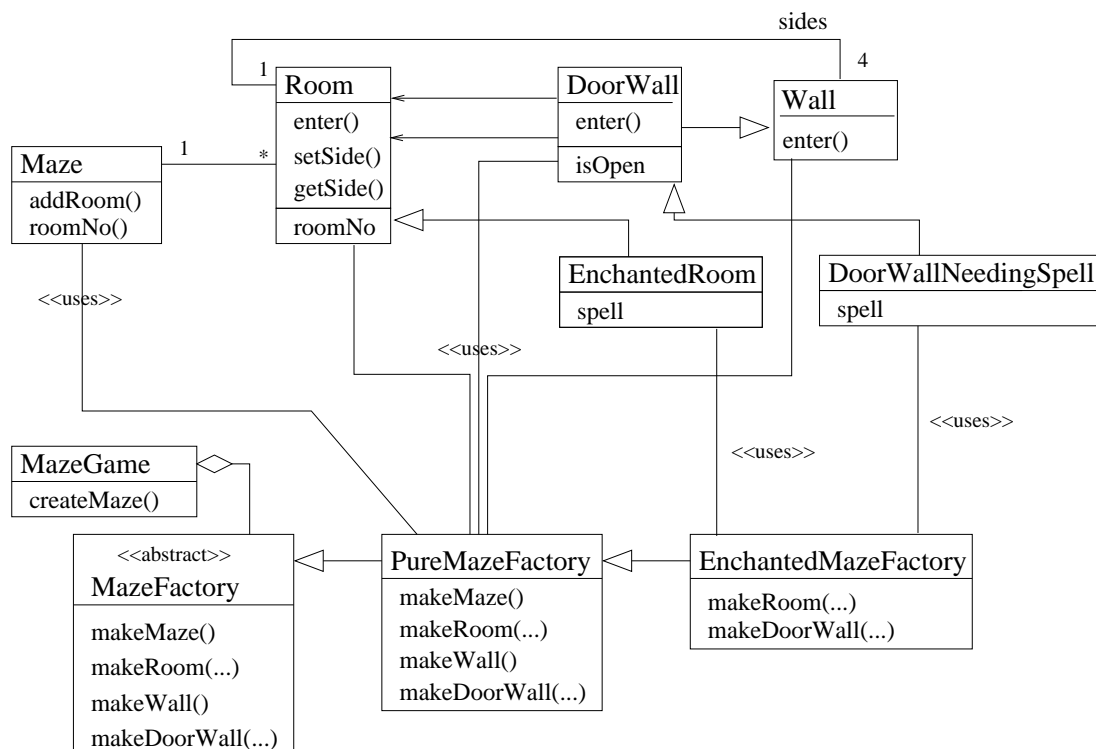 sides
1
4
Room
enter()
setSide()
getSide()
roomNo
DoorWall
enter()
isOpen
Wall
enter()
1
*
Maze
addRoom()
roomNo()
<<uses>>
EnchantedRoom
spell
DoorWallNeedingSpell
spell
<<uses>>
<<uses>>
<<uses>>
MazeGame
createMaze()
<<abstract>>
MazeFactory
makeMaze()
makeRoom(...)
makeWall()
makeDoorWall(...)
PureMazeFactory
makeMaze()
makeRoom(...)
makeWall()
makeDoorWall(...)
EnchantedMazeFactory
makeRoom(...)
makeDoorWall(...)